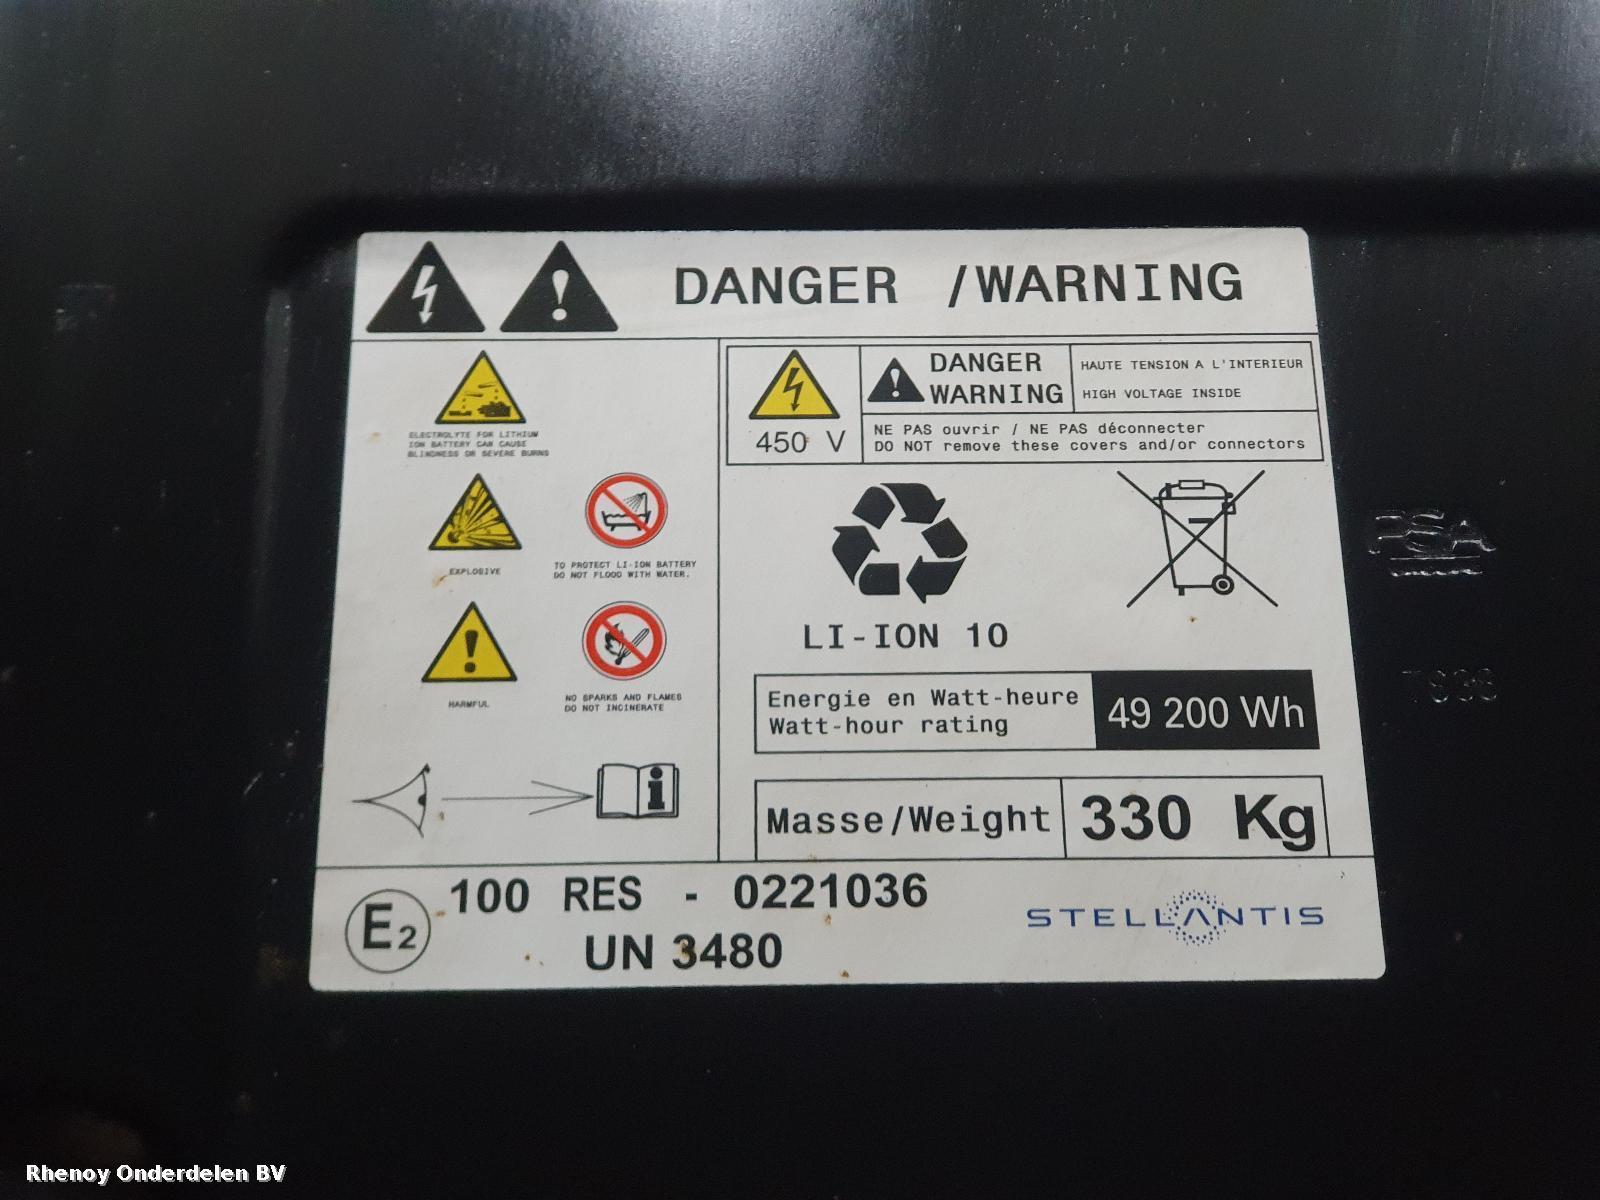 DANGER /WARNING
ELECTROLYTE FOR LITHIUM
ION BATTERY CAN CAUSE
BLINDNESS OR SEVERE BURNS
EXPLOSIVE
TO PROTECT LI-ION BATTERY
DO NOT FLOOD WITH WATER.
HARMFUL
NO SPARKS AND FLAMES
DO NOT INCINERATE
450 V
DANGER
WARNING
HAUTE TENSION A L'INTERIEUR
HIGH VOLTAGE INSIDE
NE PAS ouvrir / NE PAS déconnecter
DO NOT remove these covers and/or connectors
LI-ION 10
Energie en Watt-heure
Watt-hour rating
49 200 Wh
Masse/Weight
330 Kg
E2
100 RES - 0221036
UN 3480
STELLANTIS
PSA
Rhenoy Onderdelen BV